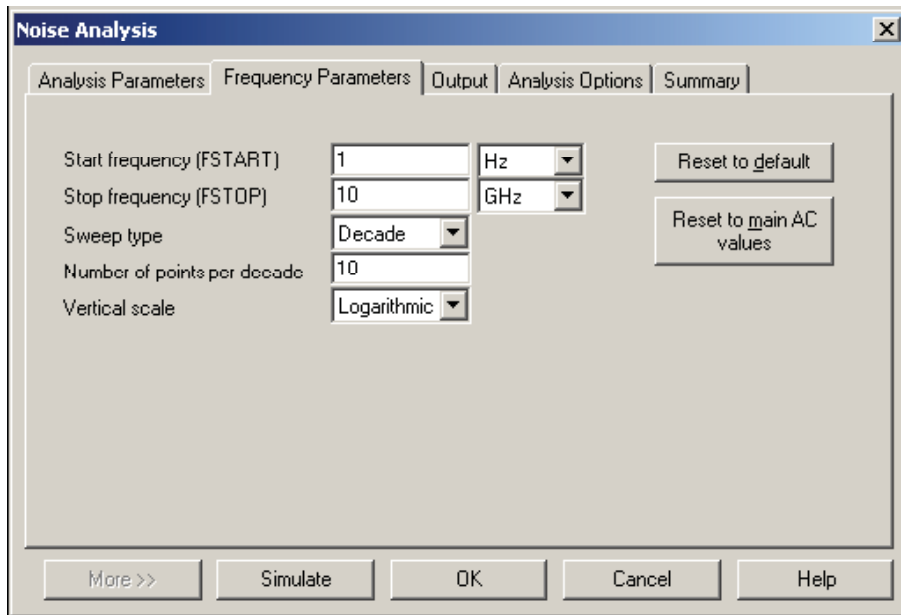 Noise Analysis
Analysis Parameters Frequency Parameters Output Analysis Options Summary
Start frequency (FSTART) 1 Hz Reset to default
Stop frequency (FSTOP) 10 GHz
Sweep type Decade Reset to main AC values
Number of points per decade 10
Vertical scale Logarithmic
More >> Simulate OK Cancel Help